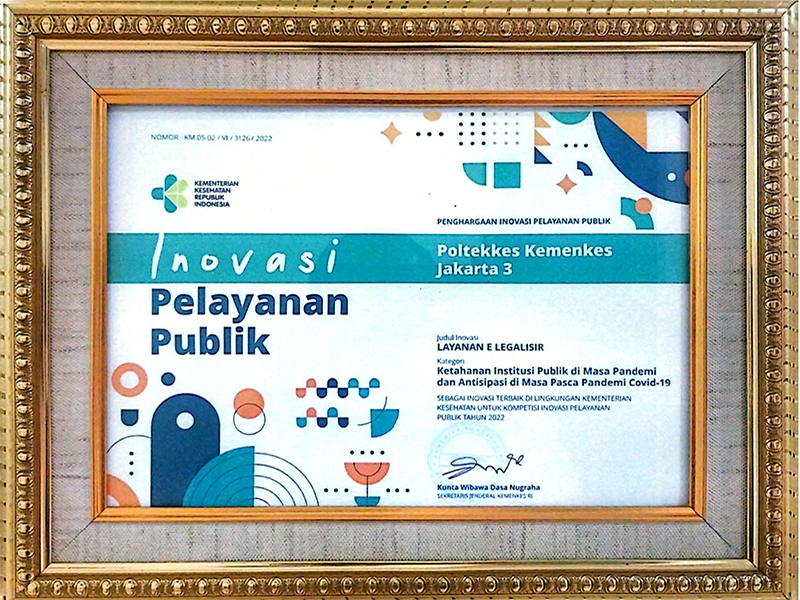 NOMOR : KM.05.02 / VI / 3126 / 2022
KEMENTERIAN
KESEHATAN
REPUBLIK
INDONESIA
PENGHARGAAN INOVASI PELAYANAN PUBLIK
Inovasi
Poltekkes Kemenkes
Jakarta 3
Pelayanan
Publik
Judul Inovasi
LAYANAN E LEGALISIR
Kategori
Ketahanan Institusi Publik di Masa Pandemi
dan Antisipasi di Masa Pasca Pandemi Covid-19
SEBAGAI INOVASI TERBAIK DI LINGKUNGAN KEMENTERIAN
KESEHATAN UNTUK KOMPETISI INOVASI PELAYANAN
PUBLIK TAHUN 2022
Kunta Wibawa Dasa Nugraha
SEKRETARIS JENDERAL KEMENKES RI